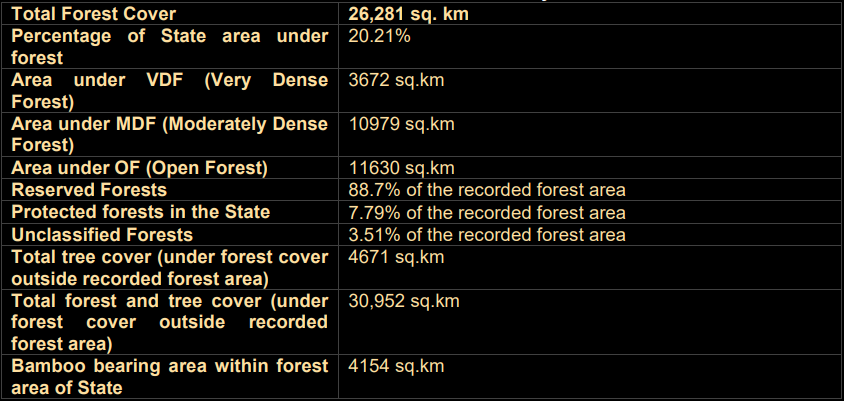 Total Forest Cover 26,281 sq. km
Percentage of State area under 20.21%
forest
Area under VDF (Very Dense 3672 sq.km
Forest)
Area under MDF (Moderately Dense 10979 sq.km
Forest)
Area under OF (Open Forest) 11630 sq.km
Reserved Forests 88.7% of the recorded forest area
Protected forests in the State 7.79% of the recorded forest area
Unclassified Forests 3.51% of the recorded forest area
Total tree cover (under forest cover 4671 sq.km
outside recorded forest area)
Total forest and tree cover (under 30,952 sq.km
forest cover outside recorded
forest area)
Bamboo bearing area within forest 4154 sq.km
area of State